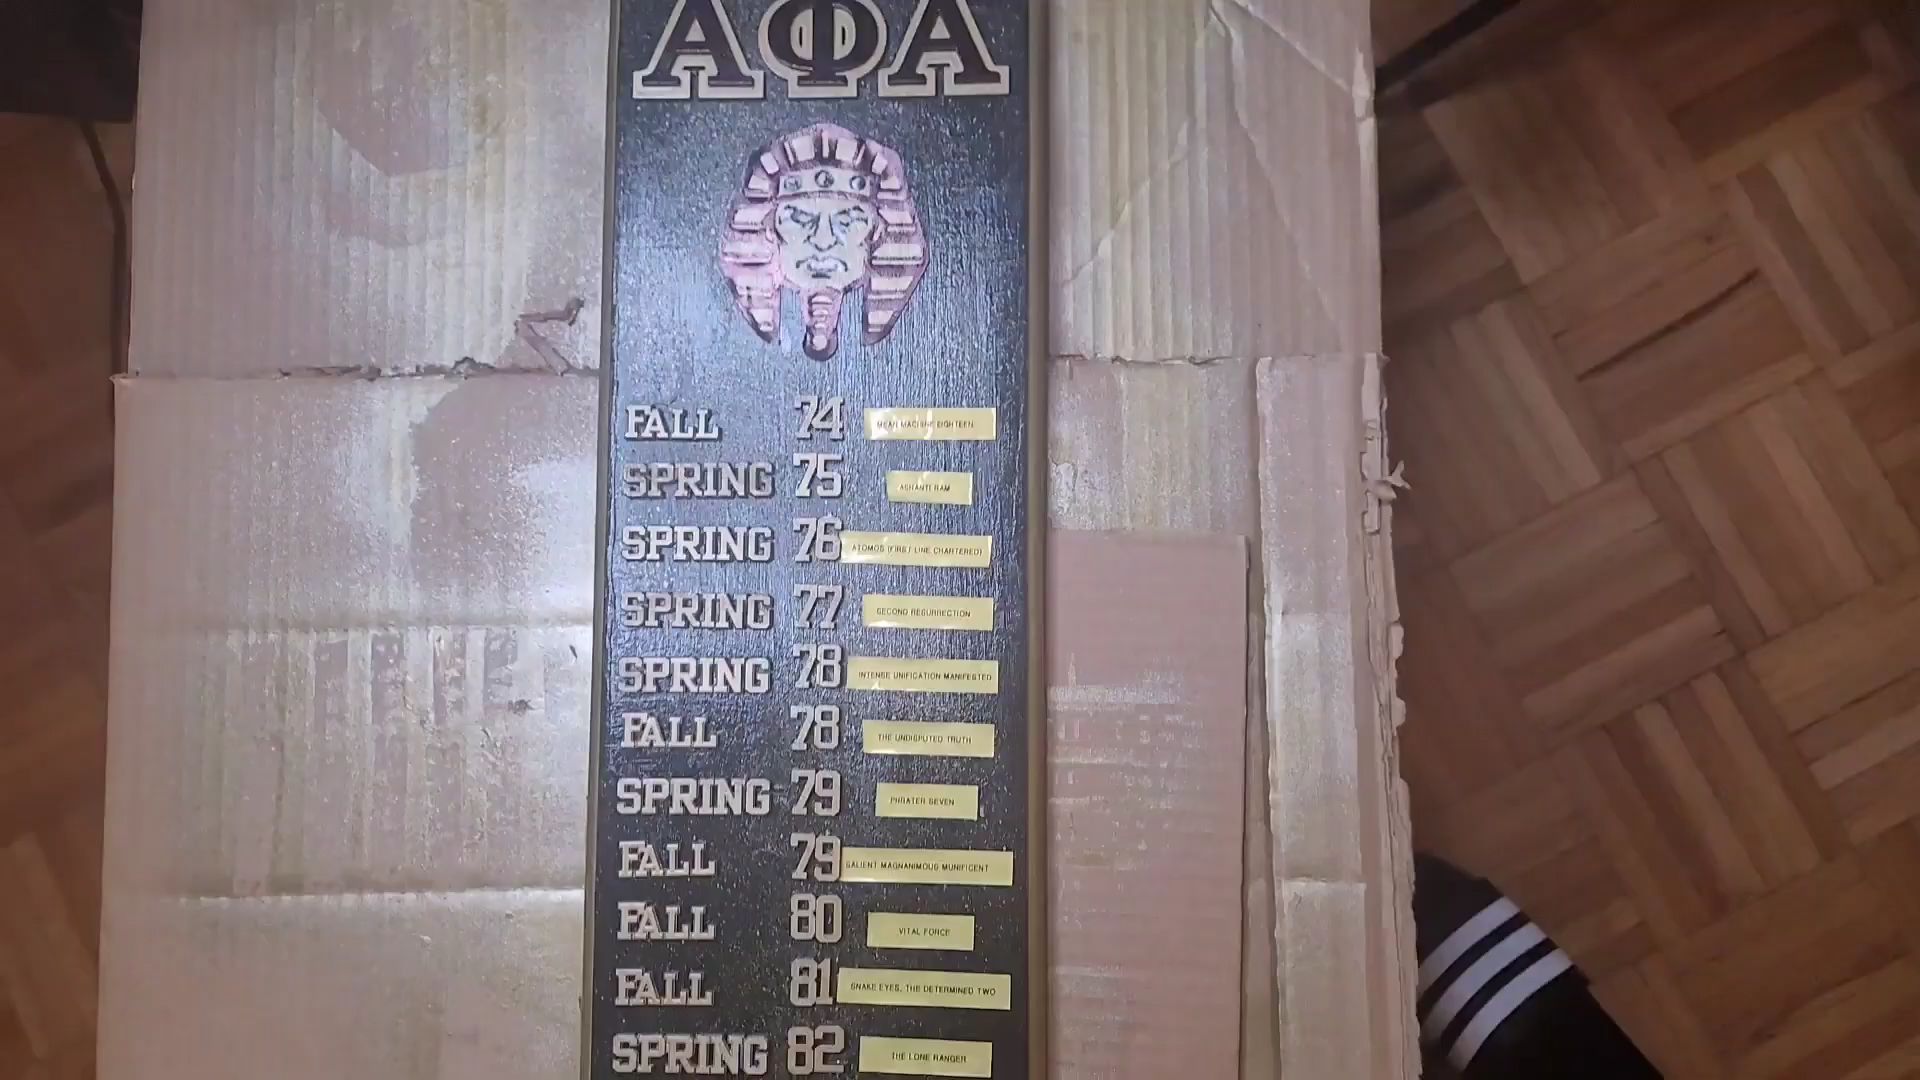 ΑΦΑ
FALL 74 MEAN MACHINE EIGHTEEN
SPRING 75 ASHANTI RAM
SPRING 76 ATOMOS (FIRST LINE CHARTERED)
SPRING 77 SECOND RESURRECTION
SPRING 78 INTENSE UNIFICATION MANIFESTED
FALL 78 THE UNDISPUTED TRUTH
SPRING 79 PHRATER SEVEN
FALL 79 SALIENT MAGNANIMOUS MUNIFICENT
FALL 80 VITAL FORCE
FALL 81 SNAKE EYES, THE DETERMINED TWO
SPRING 82 THE LONE RANGER